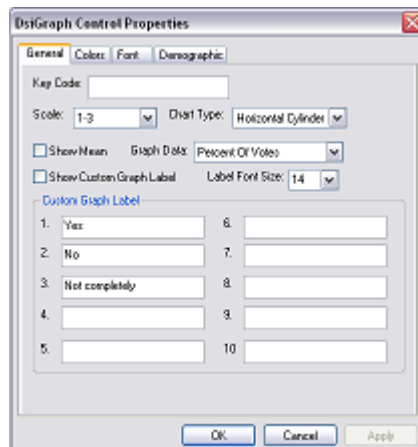 DsiGraph Control Properties
General Colors Font Demographic
Key Code:
Scale: 1-3 Chart Type: Horizontal Cylinder
Show Mean Graph Data: Percent Of Votes
Show Custom Graph Label Label Font Size: 14
Custom Graph Label
1. Yes 6.
2. No 7.
3. Not completely 8.
4. 9.
5. 10
OK Cancel Apply